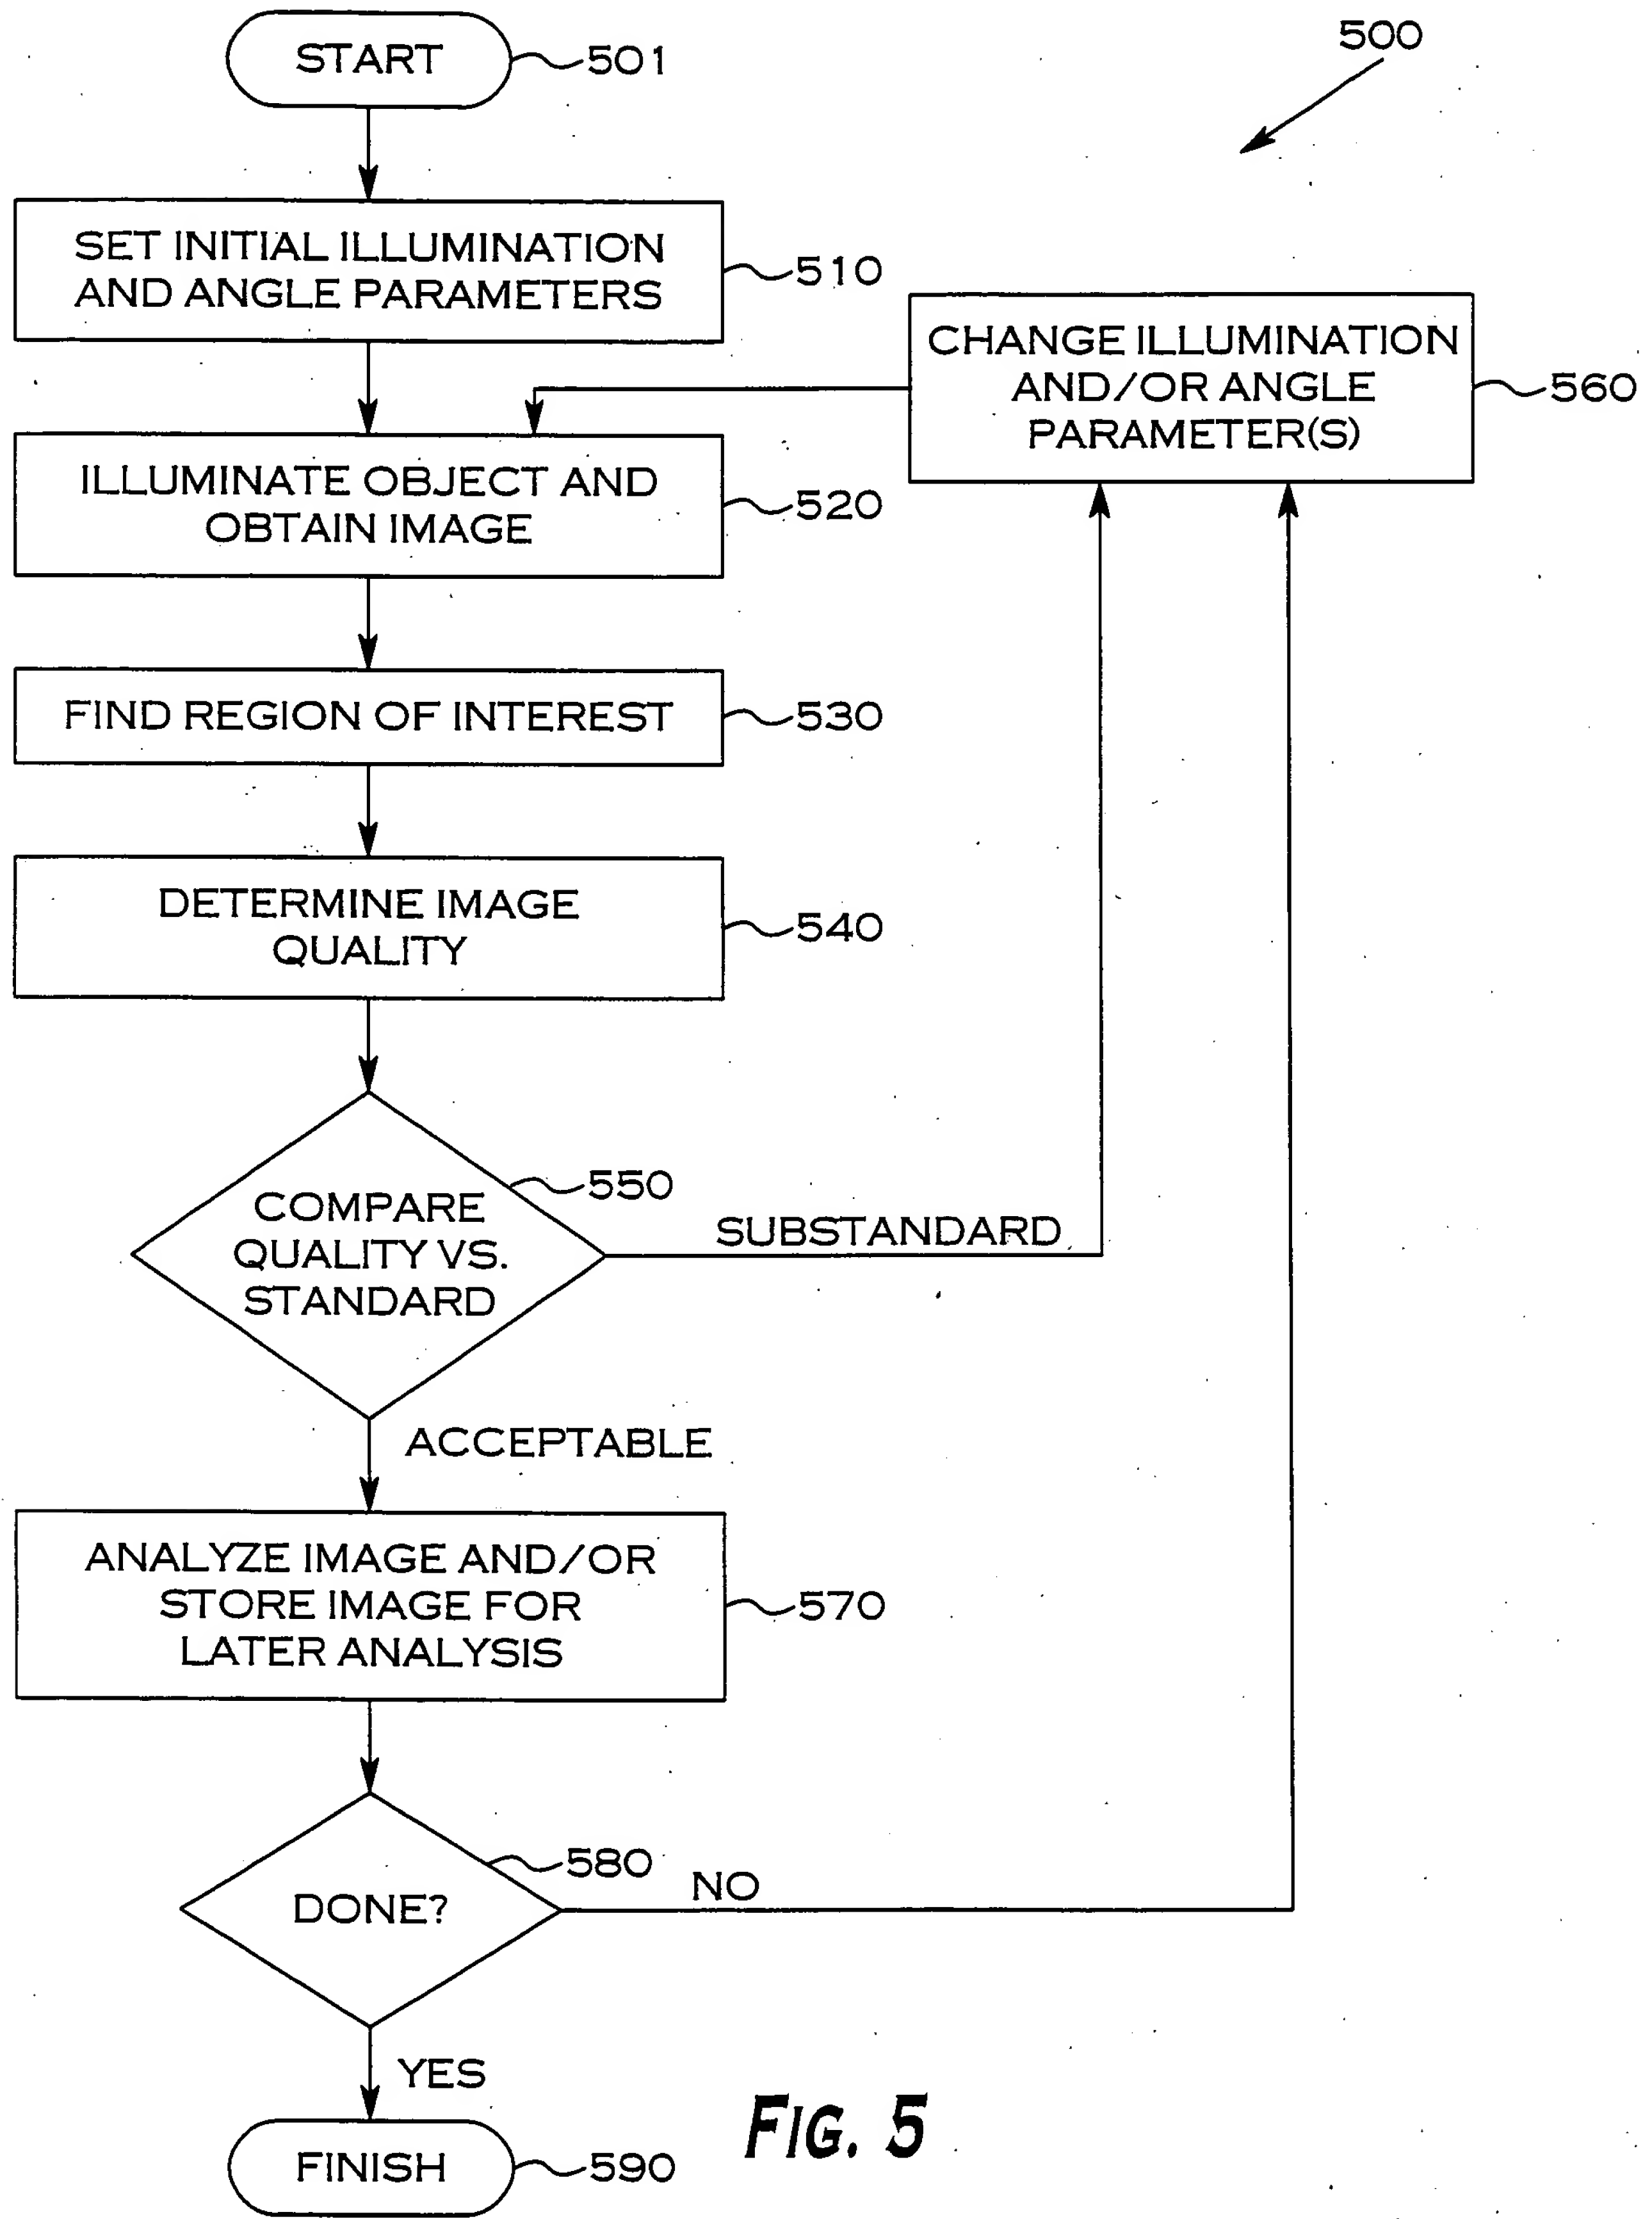 START
501
500
SET INITIAL ILLUMINATION
AND ANGLE PARAMETERS
510
CHANGE ILLUMINATION
AND/OR ANGLE
PARAMETER(S)
560
ILLUMINATE OBJECT AND
OBTAIN IMAGE
520
FIND REGION OF INTEREST
530
DETERMINE IMAGE
QUALITY
540
COMPARE
QUALITY VS.
STANDARD
550
SUBSTANDARD
ACCEPTABLE
ANALYZE IMAGE AND/OR
STORE IMAGE FOR
LATER ANALYSIS
570
DONE?
580
NO
YES
FINISH
590
FIG. 5